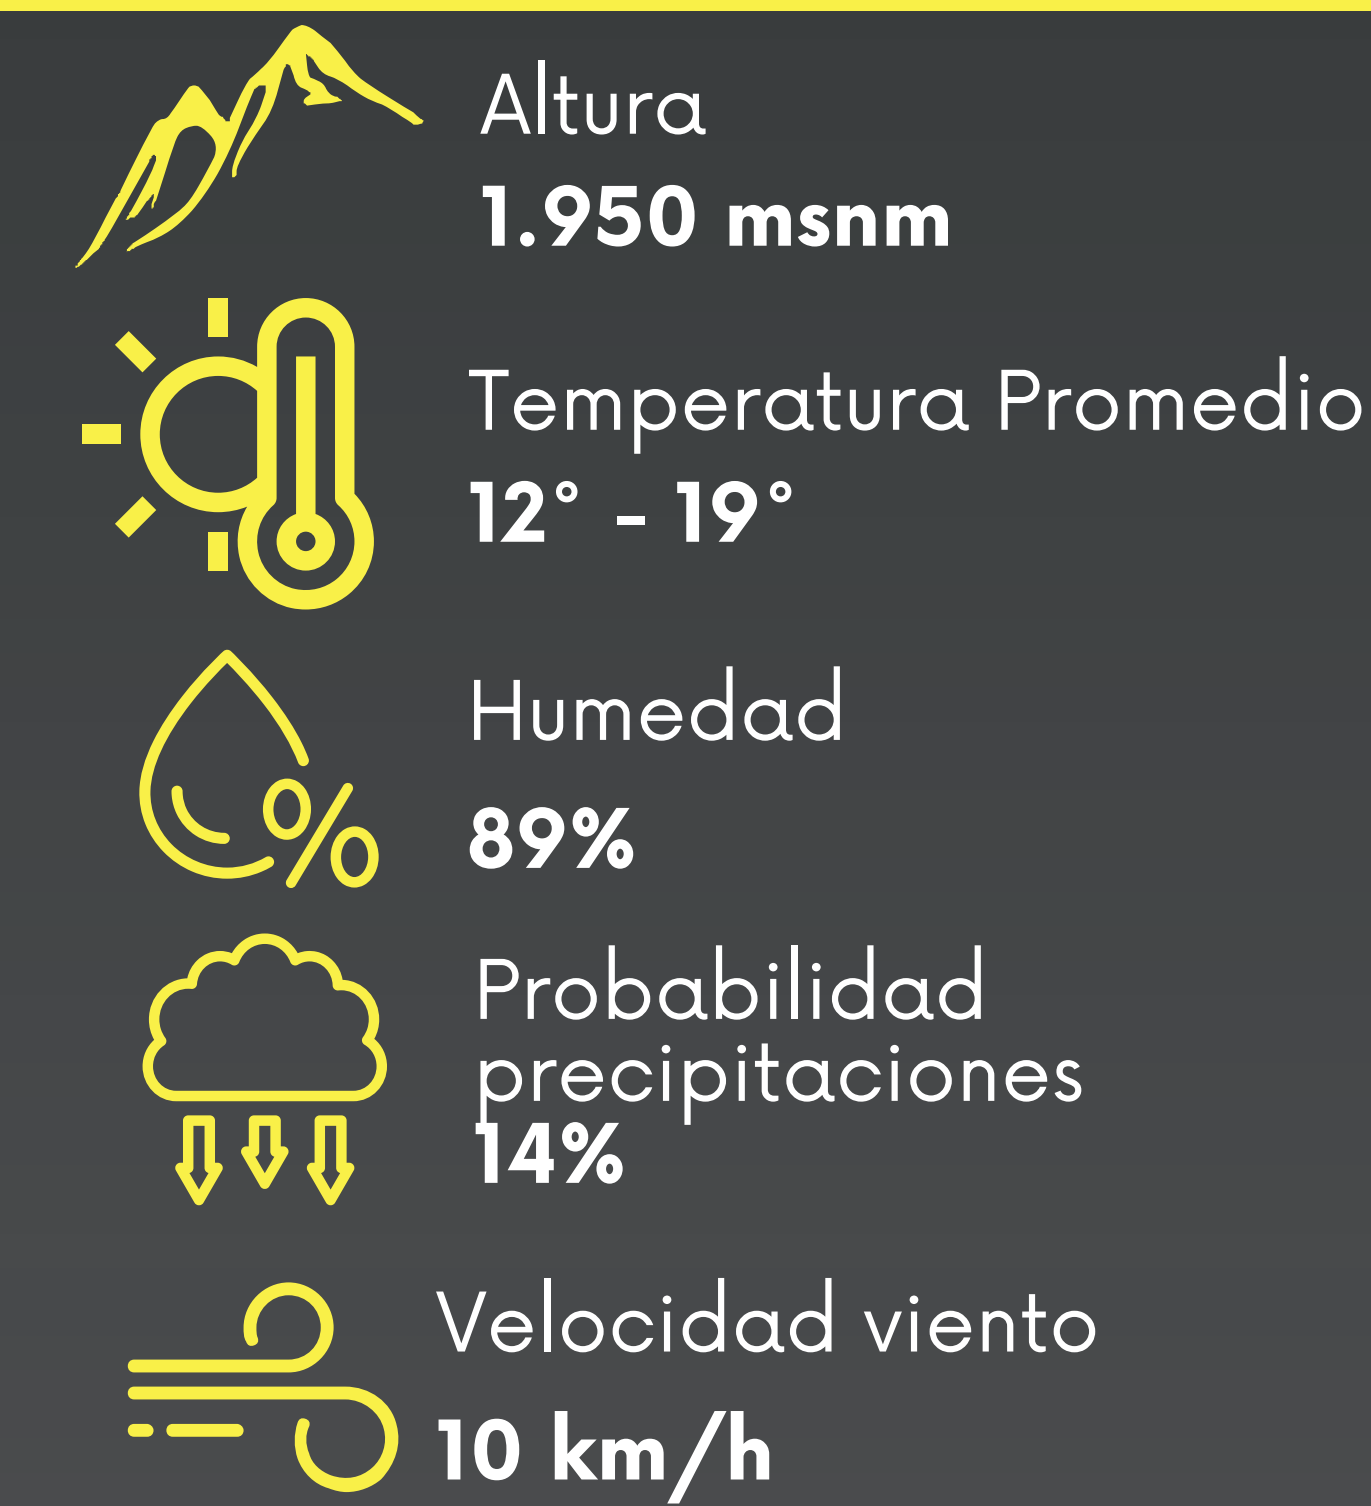 Altura
1.950 msnm
Temperatura Promedio
12° - 19°
Humedad
89%
Probabilidad
precipitaciones
14%
Velocidad viento
10 km/h